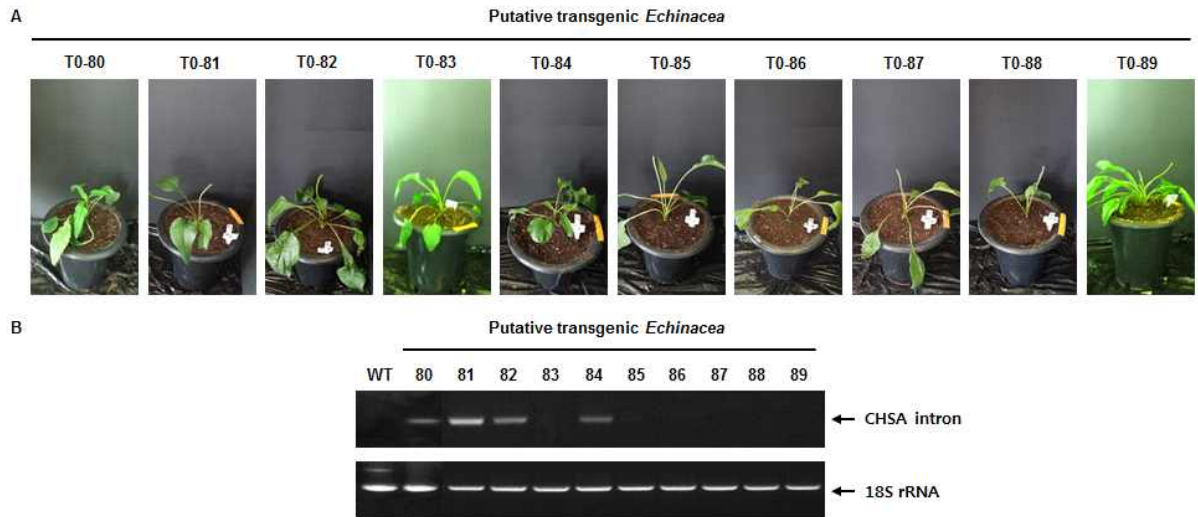 A
Putative transgenic Echinacea
T0-80 T0-81 T0-82 T0-83 T0-84 T0-85 T0-86 T0-87 T0-88 T0-89
B
Putative transgenic Echinacea
WT 80 81 82 83 84 85 86 87 88 89
CHSA intron
18S rRNA